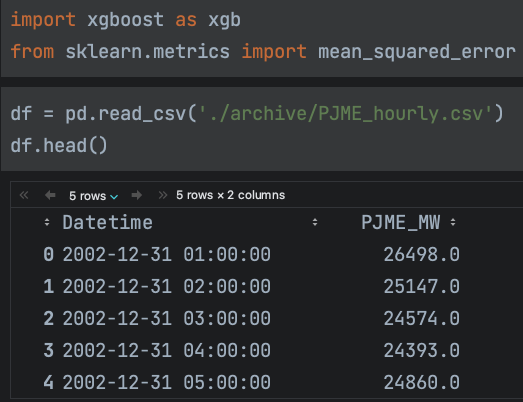 import xgboost as xgb
from sklearn.metrics import mean_squared_error
df = pd.read_csv('./archive/PJME_hourly.csv')
df.head()
5 rows 5 rows × 2 columns
Datetime PJME_MW
0 2002-12-31 01:00:00 26498.0
1 2002-12-31 02:00:00 25147.0
2 2002-12-31 03:00:00 24574.0
3 2002-12-31 04:00:00 24393.0
4 2002-12-31 05:00:00 24860.0